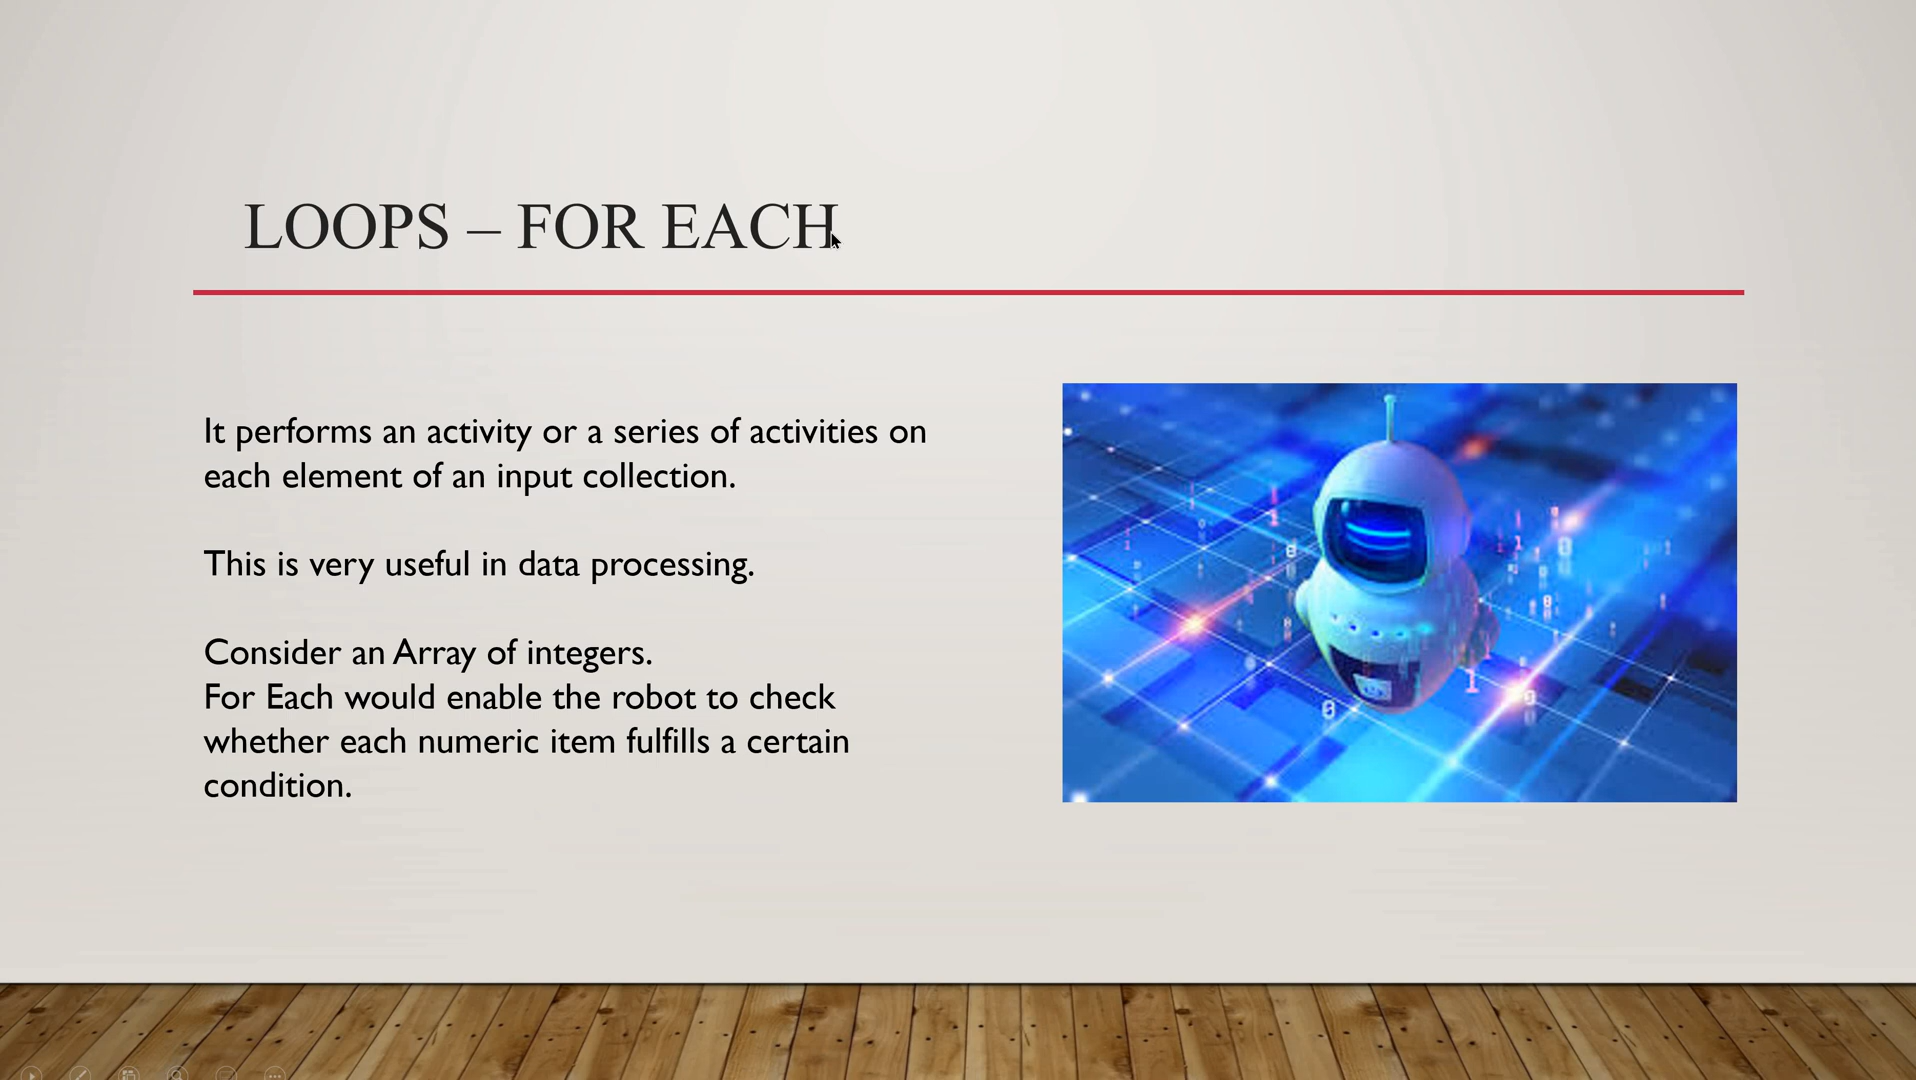 LOOPS – FOR EACH
It performs an activity or a series of activities on
each element of an input collection.
This is very useful in data processing.
Consider an Array of integers.
For Each would enable the robot to check
whether each numeric item fulfills a certain
condition.